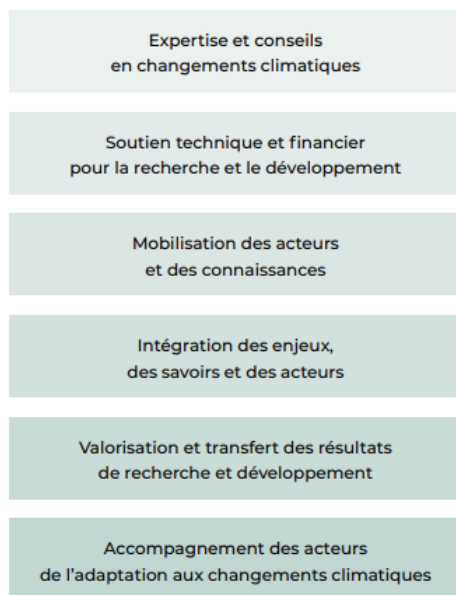 Expertise et conseils
en changements climatiques
Soutien technique et financier
pour la recherche et le développement
Mobilisation des acteurs
et des connaissances
Intégration des enjeux,
des savoirs et des acteurs
Valorisation et transfert des résultats
de recherche et développement
Accompagnement des acteurs
de l’adaptation aux changements climatiques